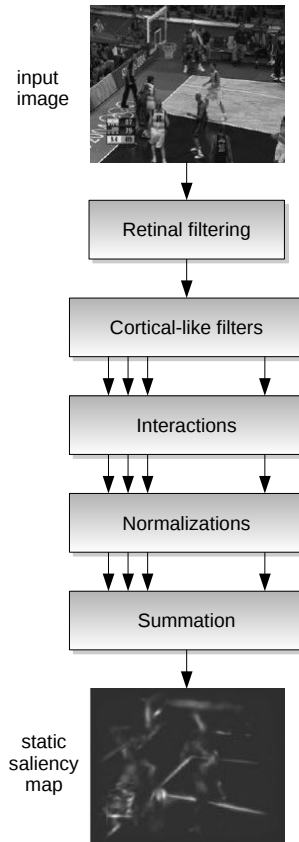 input
image
Retinal filtering
Cortical-like filters
Interactions
Normalizations
Summation
static
saliency
map